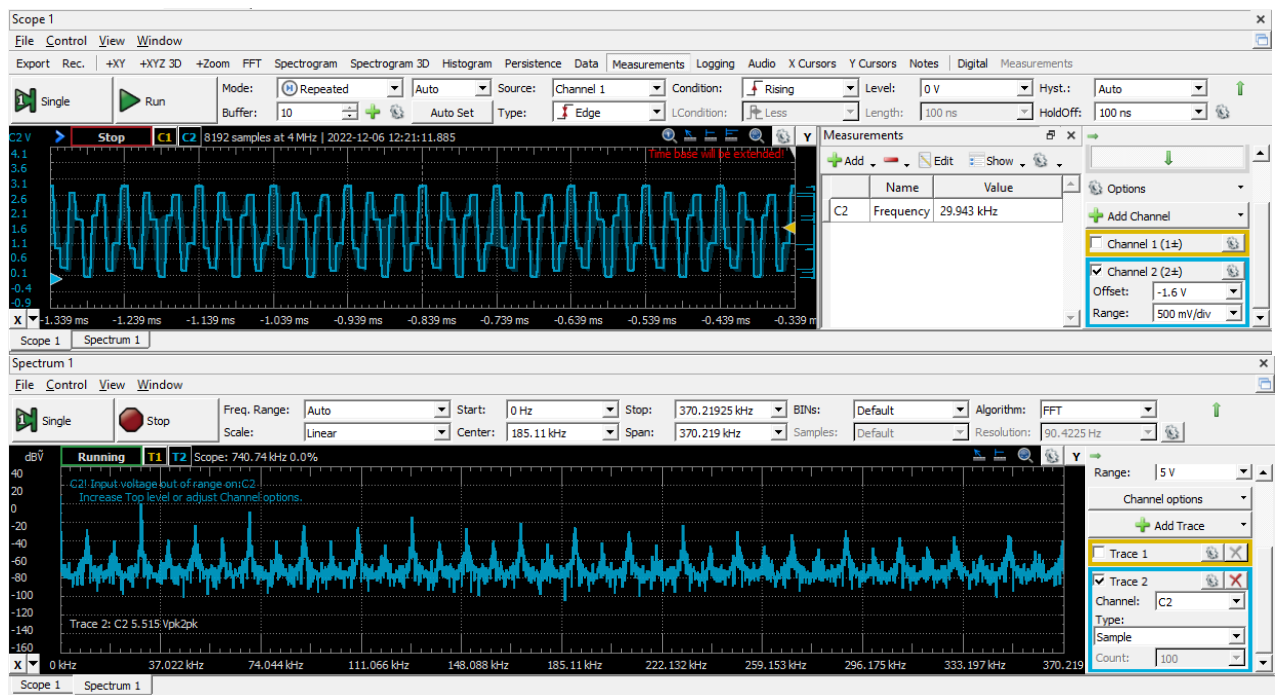 Scope 1
File Control View Window
Export Rec. +XY +XYZ 3D +Zoom FFT Spectrogram Spectrogram 3D Histogram Persistence Data Measurements Logging Audio X Cursors Y Cursors Notes Digital Measurements
Single Run Mode: Repeated Auto Source: Channel 1 Condition: Rising Level: 0 V Hyst.: Auto
Buffer: 10 Auto Set Type: Edge LCondition: Less Length: 100 ns HoldOff: 100 ns
C2 V Stop C1 C2 8192 samples at 4 MHz | 2022-12-06 12:21:11.885 Y
Time base will be extended!
4.1
3.6
3.1
2.6
2.1
1.6
1.1
0.6
0.1
-0.4
-0.9
X -1.339 ms -1.239 ms -1.139 ms -1.039 ms -0.939 ms -0.839 ms -0.739 ms -0.639 ms -0.539 ms -0.439 ms -0.339 m
Measurements
Add Edit Show
Name Value
C2 Frequency 29.943 kHz
Options
Add Channel
Channel 1 (1±)
Channel 2 (2±)
Offset: -1.6 V
Range: 500 mV/div
Scope 1 Spectrum 1
Spectrum 1
File Control View Window
Single Stop Freq. Range: Auto Start: 0 Hz Stop: 370.21925 kHz BINs: Default Algorithm: FFT
Scale: Linear Center: 185.11 kHz Span: 370.219 kHz Samples: Default Resolution: 90.4225 Hz
dBṼ Running T1 T2 Scope: 740.74 kHz 0.0% Y
C2! Input voltage out of range on:C2
Increase Top level or adjust Channel options.
40
20
0
-20
-40
-60
-80
-100
-120
-140
-160
Trace 2: C2 5.515 Vpk2pk
X 0 kHz 37.022 kHz 74.044 kHz 111.066 kHz 148.088 kHz 185.11 kHz 222.132 kHz 259.153 kHz 296.175 kHz 333.197 kHz 370.219
Range: 5 V
Channel options
Add Trace
Trace 1
Trace 2
Channel: C2
Type:
Sample
Count: 100
Scope 1 Spectrum 1